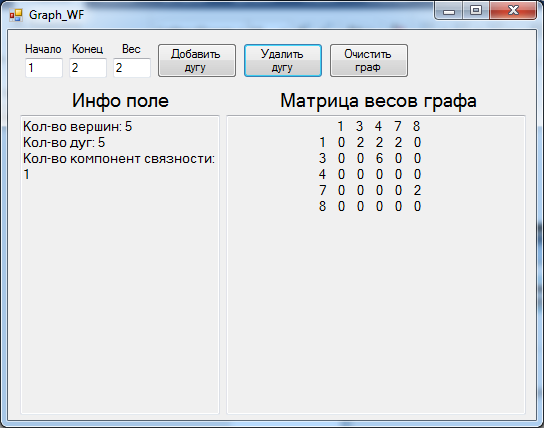 Graph_WF
Начало Конец Вес
1 2 2
Добавить дугу
Удалить дугу
Очистить граф
Инфо поле
Кол-во вершин: 5
Кол-во дуг: 5
Кол-во компонент связности:
1
Матрица весов графа
1 3 4 7 8
1 0 2 2 2 0
3 0 0 6 0 0
4 0 0 0 0 0
7 0 0 0 0 2
8 0 0 0 0 0